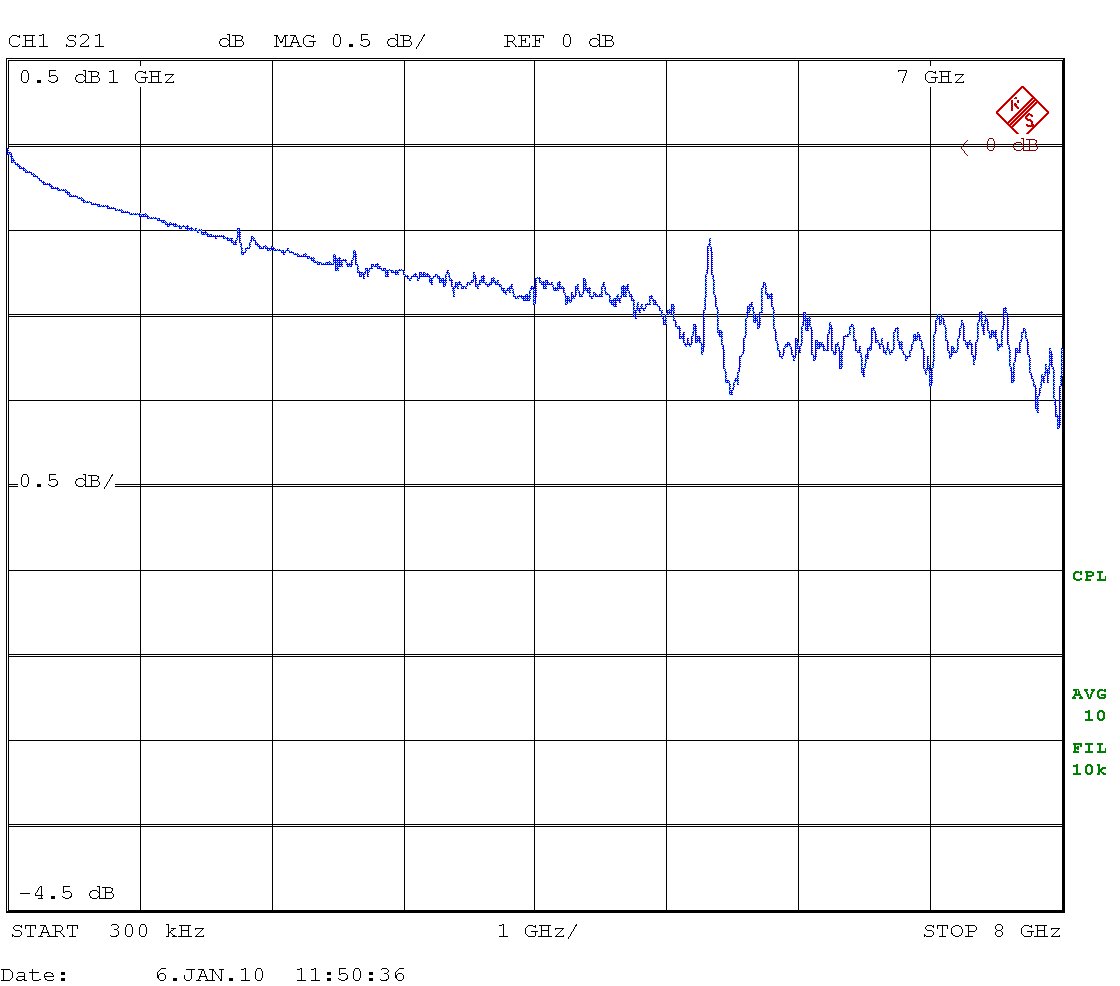 CH1 S21 dB MAG 0.5 dB/ REF 0 dB
0.5 dB 1 GHz 7 GHz
R
S
0 dB
0.5 dB/
CPL
AVG
10
FIL
10k
-4.5 dB
START 300 kHz 1 GHz/ STOP 8 GHz
Date: 6.JAN.10 11:50:36